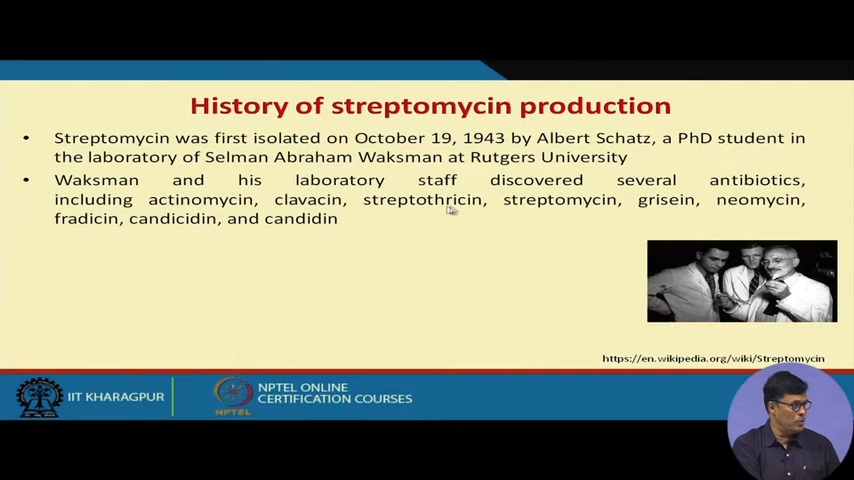 History of streptomycin production
• Streptomycin was first isolated on October 19, 1943 by Albert Schatz, a PhD student in
the laboratory of Selman Abraham Waksman at Rutgers University
• Waksman and his laboratory staff discovered several antibiotics,
including actinomycin, clavacin, streptothricin, streptomycin, grisein, neomycin,
fradicin, candicidin, and candidin
https://en.wikipedia.org/wiki/Streptomycin
IIT KHARAGPUR
NPTEL
NPTEL ONLINE
CERTIFICATION COURSES